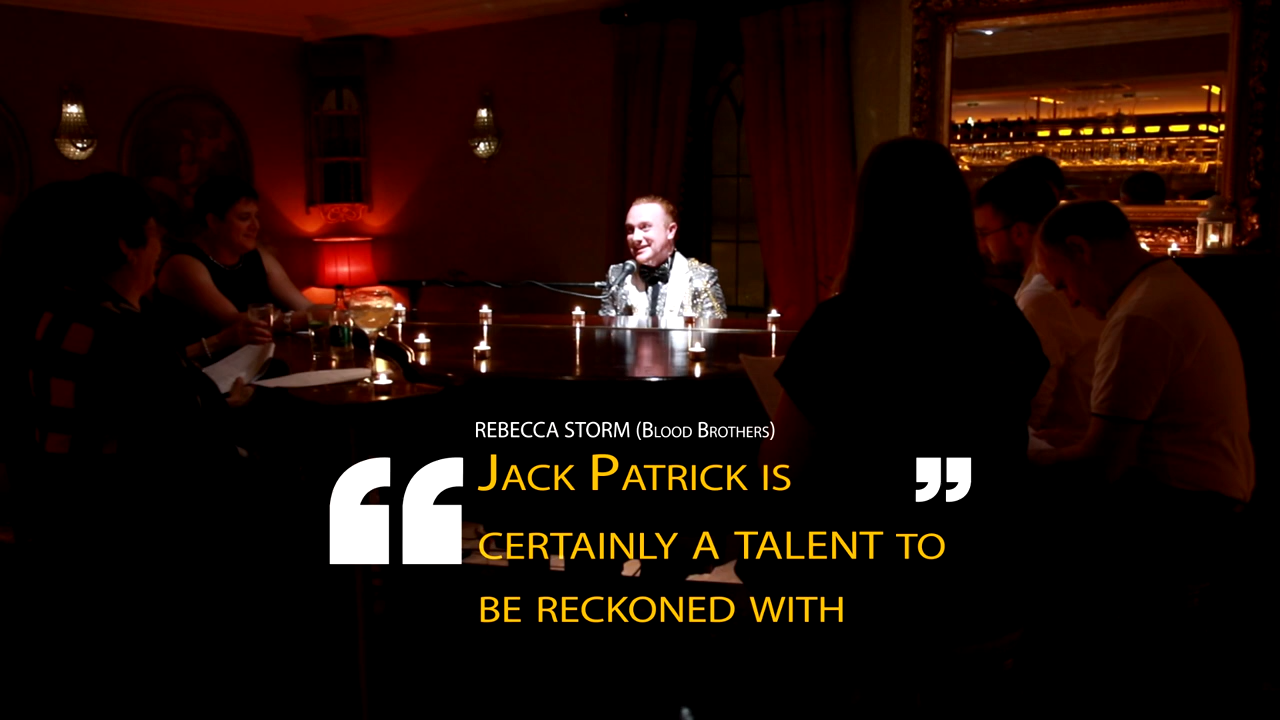 REBECCA STORM (BLOOD BROTHERS)
“JACK PATRICK IS
CERTAINLY A TALENT TO
BE RECKONED WITH”